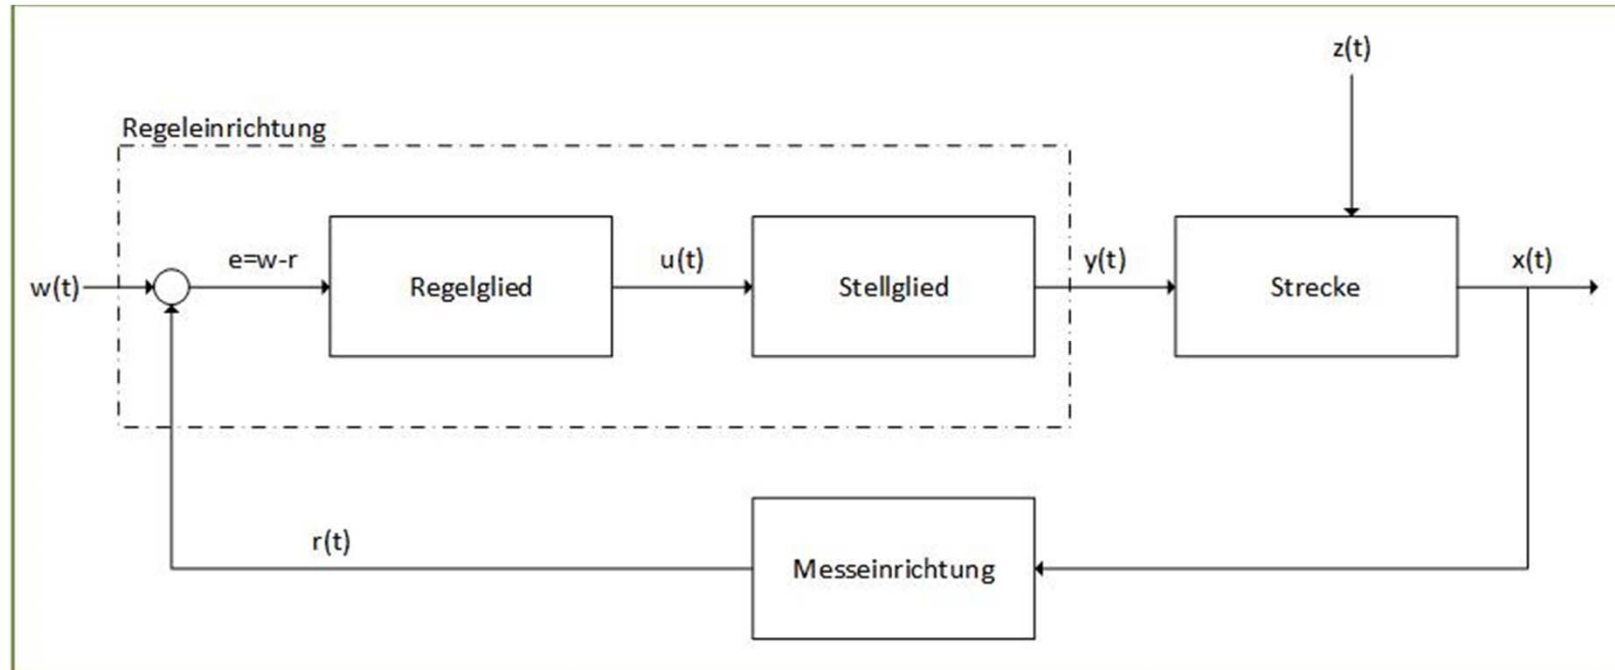 z(t)
Regeleinrichtung
w(t)
e=w-r
Regelglied
u(t)
Stellglied
y(t)
Strecke
x(t)
r(t)
Messeinrichtung